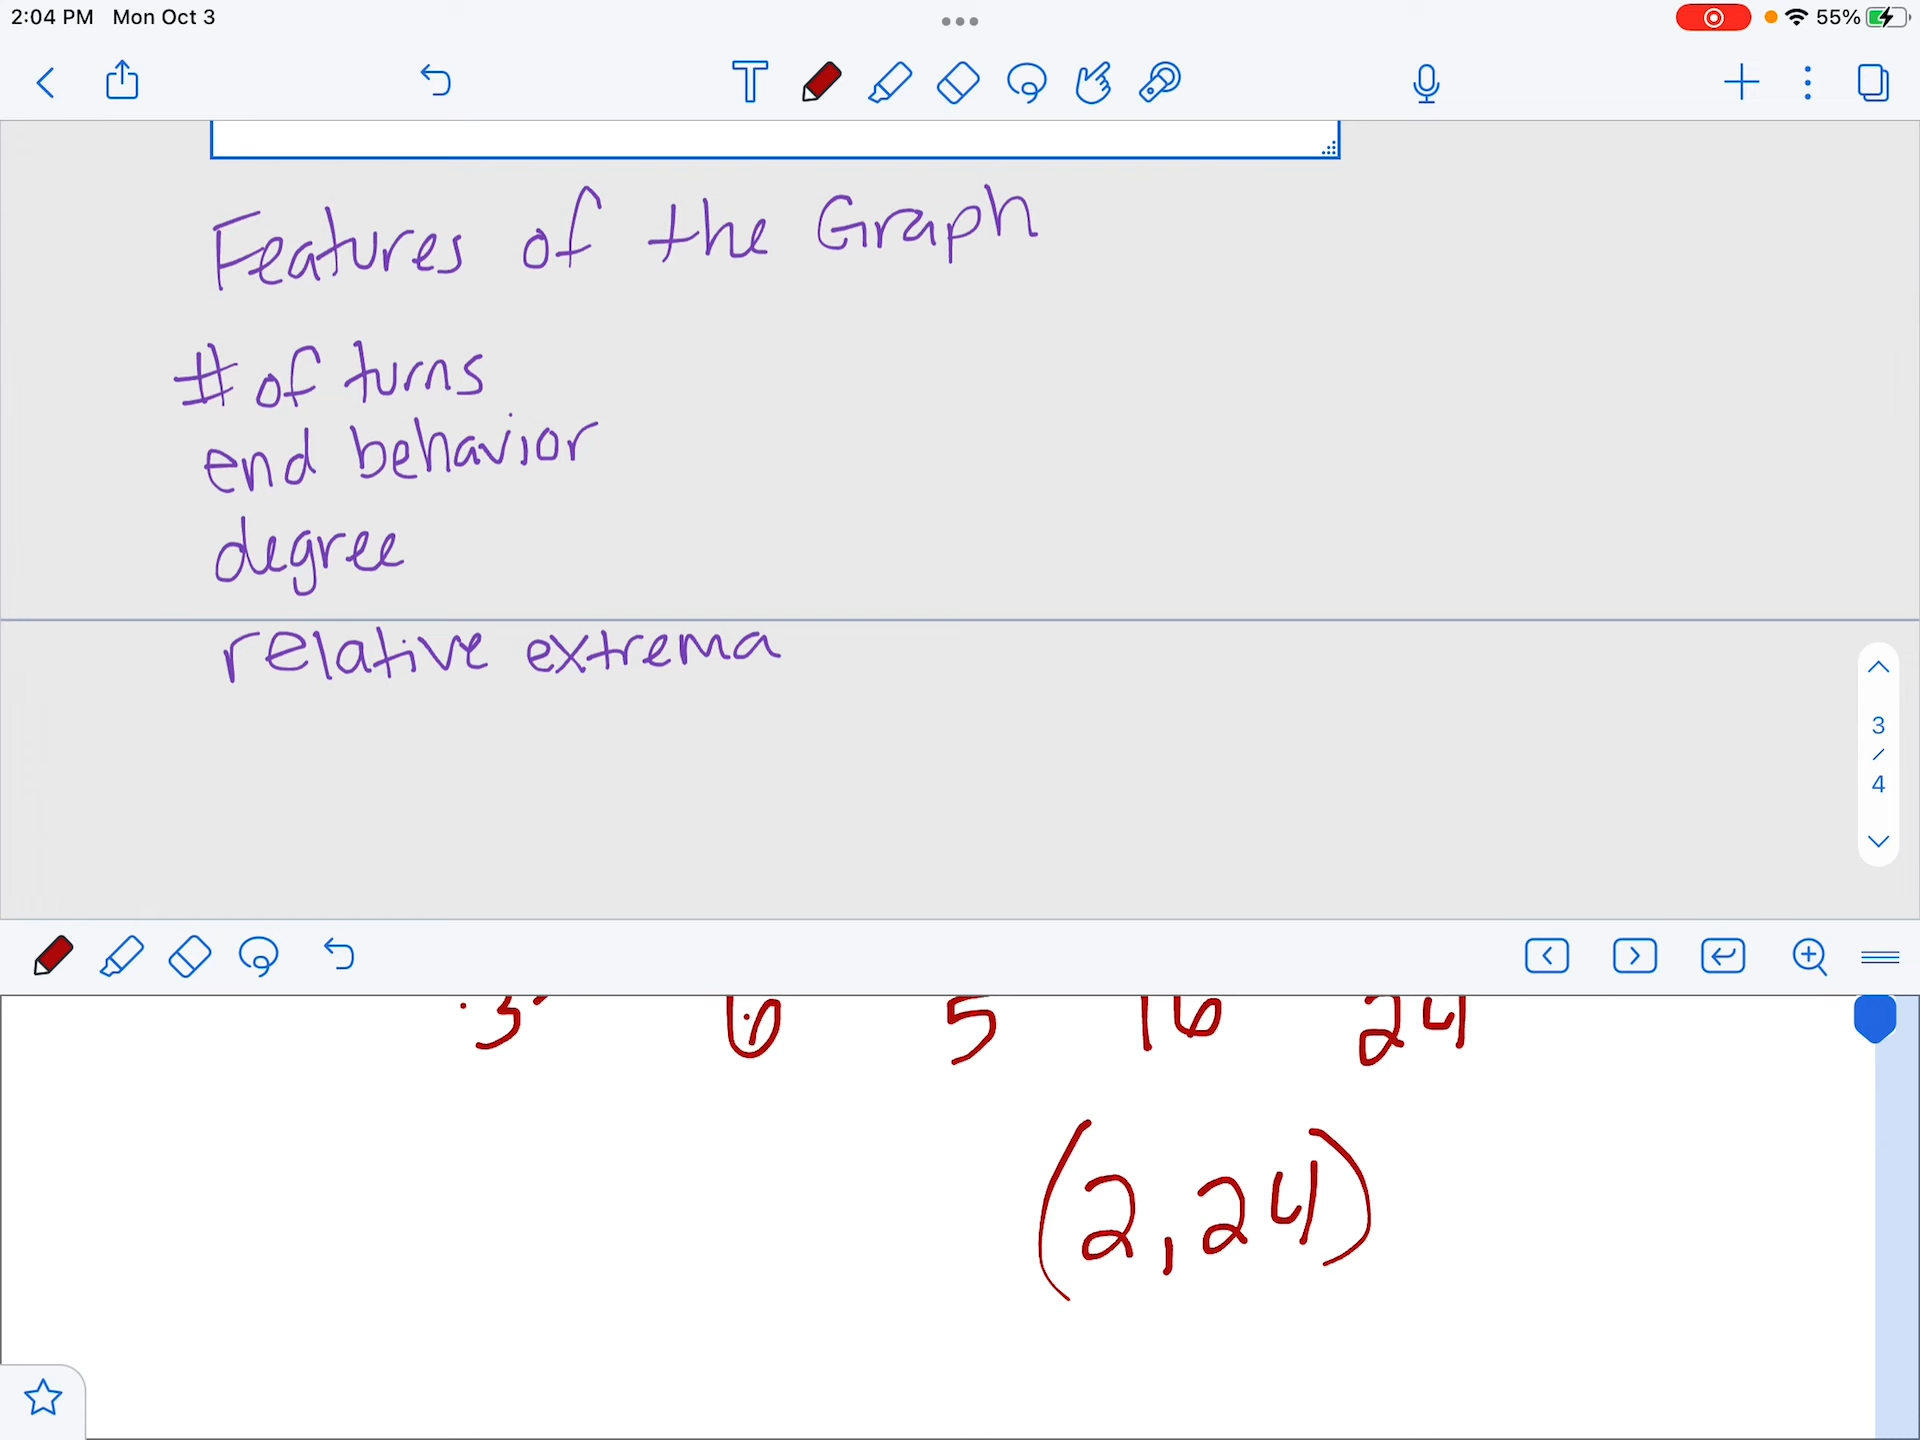 2:04 PM Mon Oct 3
55%
T
Features of the Graph
# of turns
end behavior
degree
relative extrema
3
/
4
6 5 16 24
(2,24)